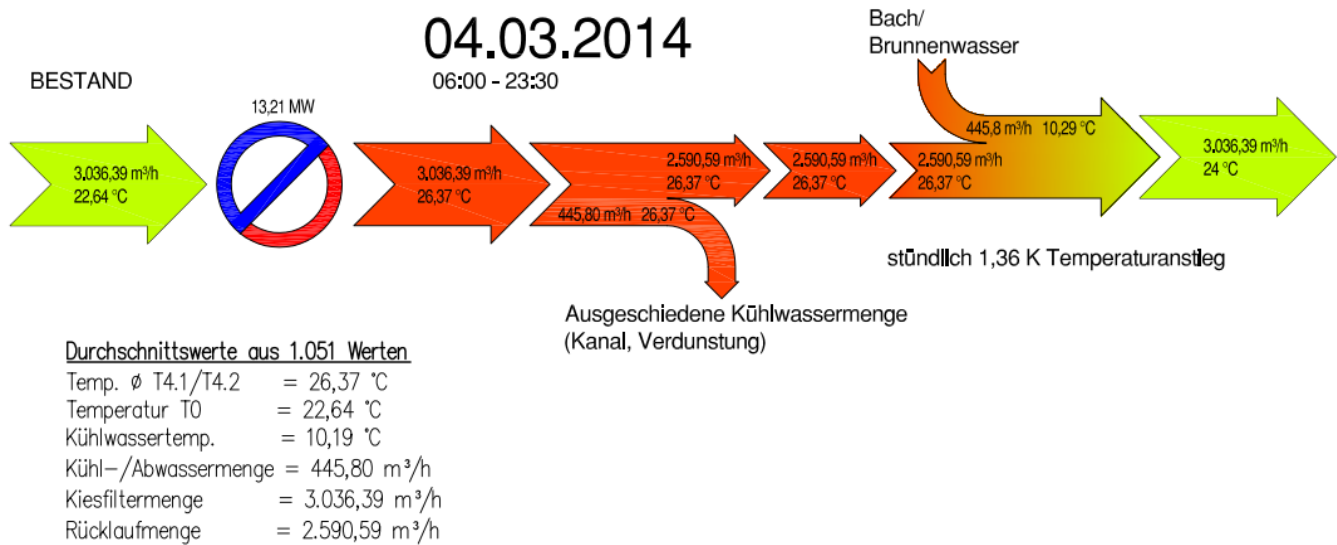 04.03.2014
06:00 - 23:30
BESTAND
Bach/
Brunnenwasser
13,21 MW
3.036,39 m³/h
22,64 °C
3.036,39 m³/h
26,37 °C
2.590,59 m³/h
26,37 °C
445,80 m³/h 26,37 °C
2.590,59 m³/h
26,37 °C
445,8 m³/h 10,29 °C
2.590,59 m³/h
26,37 °C
3.036,39 m³/h
24 °C
stündlich 1,36 K Temperaturanstieg
Ausgeschiedene Kühlwassermenge
(Kanal, Verdunstung)
Durchschnittswerte aus 1.051 Werten
Temp. ø T4.1/T4.2 = 26,37 °C
Temperatur T0 = 22,64 °C
Kühlwassertemp. = 10,19 °C
Kühl-/Abwassermenge = 445,80 m³/h
Kiesfiltermenge = 3.036,39 m³/h
Rücklaufmenge = 2.590,59 m³/h